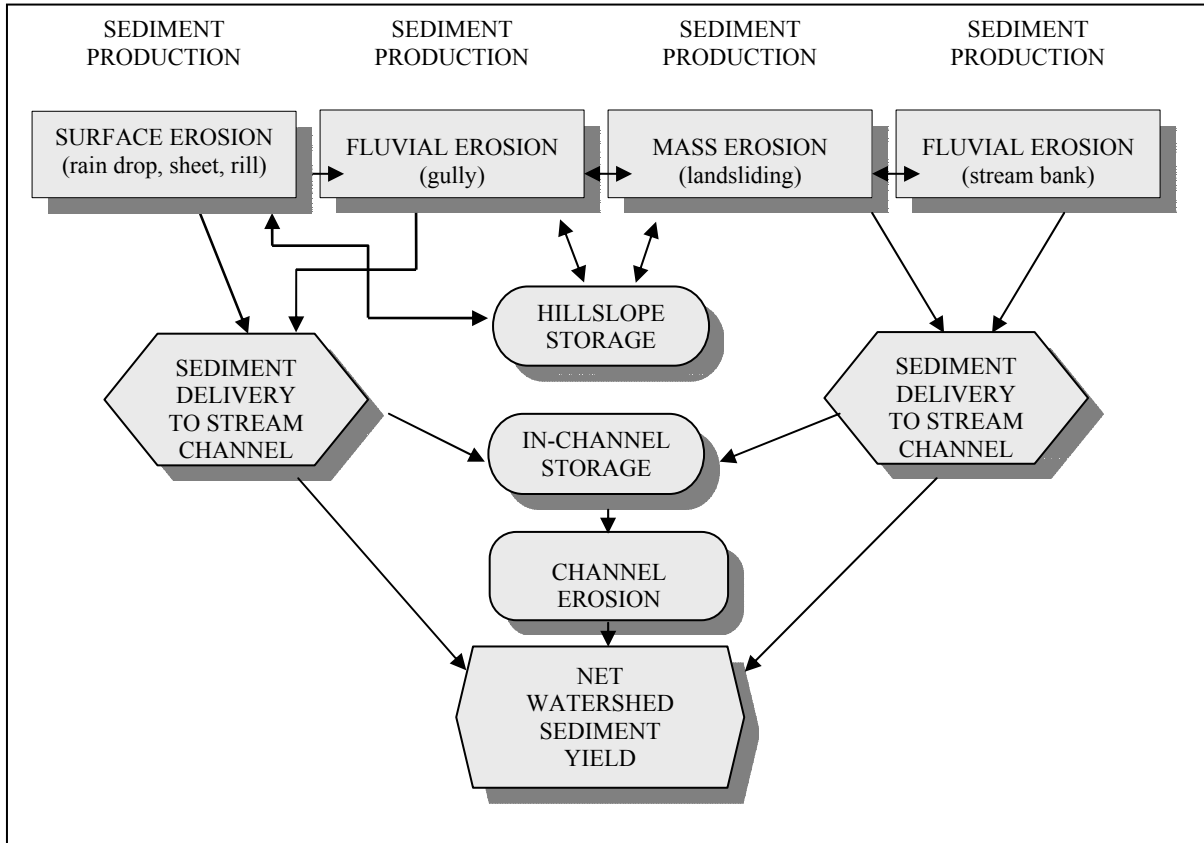 SEDIMENT
PRODUCTION
SEDIMENT
PRODUCTION
SEDIMENT
PRODUCTION
SEDIMENT
PRODUCTION
SURFACE EROSION
(rain drop, sheet, rill)
FLUVIAL EROSION
(gully)
MASS EROSION
(landsliding)
FLUVIAL EROSION
(stream bank)
HILLSLOPE
STORAGE
SEDIMENT
DELIVERY
TO STREAM
CHANNEL
SEDIMENT
DELIVERY
TO STREAM
CHANNEL
IN-CHANNEL
STORAGE
CHANNEL
EROSION
NET
WATERSHED
SEDIMENT
YIELD